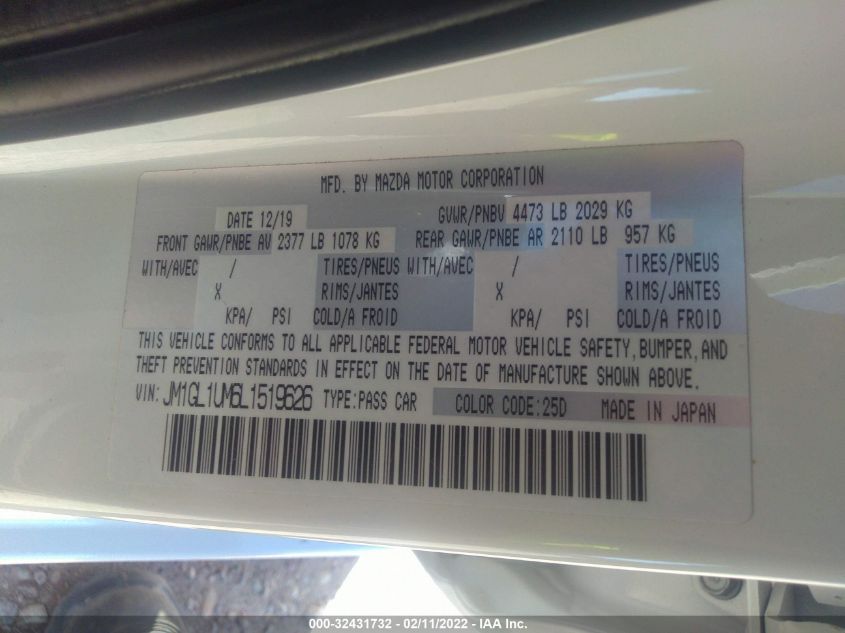 MFD. BY MAZDA MOTOR CORPORATION
DATE 12/19 GVWR/PNBV 4473 LB 2029 KG
FRONT GAWR/PNBE AV 2377 LB 1078 KG REAR GAWR/PNBE AR 2110 LB 957 KG
WITH/AVEC / TIRES/PNEUS WITH/AVEC / TIRES/PNEUS
X RIMS/JANTES X RIMS/JANTES
KPA/ PSI COLD/A FROID KPA/ PSI COLD/A FROID
THIS VEHICLE CONFORMS TO ALL APPLICABLE FEDERAL MOTOR VEHICLE SAFETY,BUMPER,AND
THEFT PREVENTION STANDARDS IN EFFECT ON THE DATE OF MANUFACTURE SHOWN ABOVE.
VIN: JM1GL1UM6L1519626 TYPE:PASS CAR COLOR CODE:25D MADE IN JAPAN
000-32431732 - 02/11/2022 - IAA Inc.